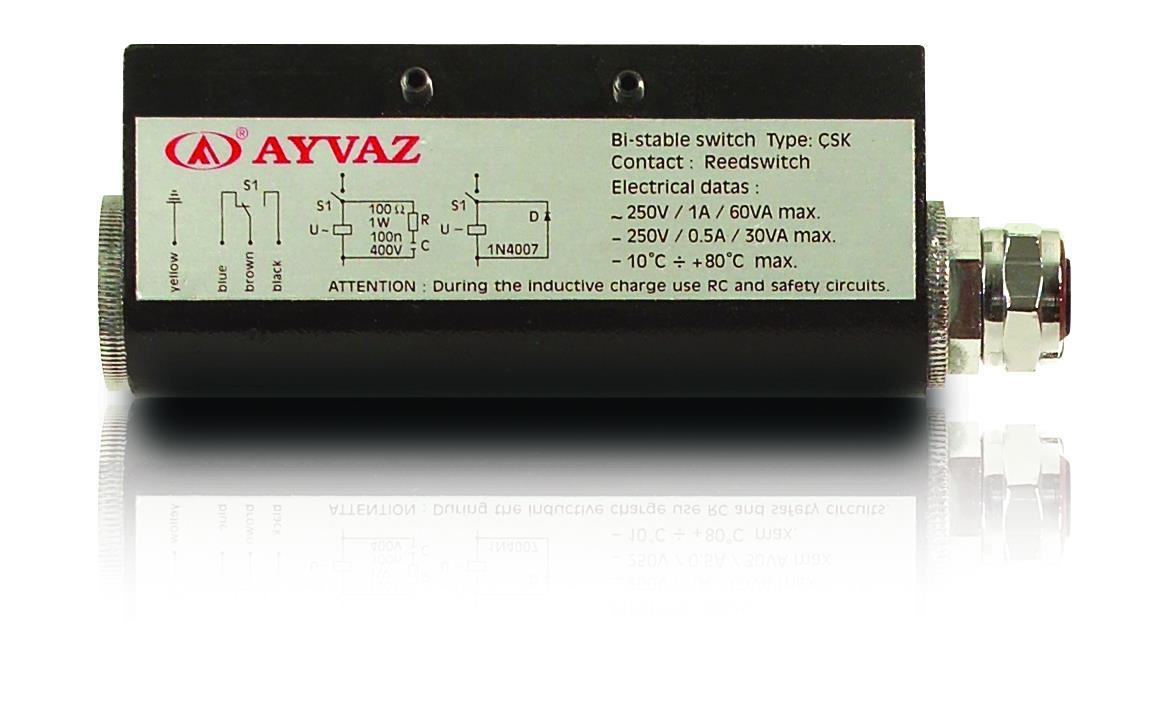 ® AYVAZ
Bi-stable switch Type: ÇSK
Contact : Reedswitch
Electrical datas :
~ 250V / 1A / 60VA max.
- 250V / 0.5A / 30VA max.
- 10°C ÷ +80°C max.
S1
yellow
blue
brown
black
S1
U~
100 Ω
1W
100n
400V
R
C
S1
U-
D
1N4007
ATTENTION : During the inductive charge use RC and safety circuits.